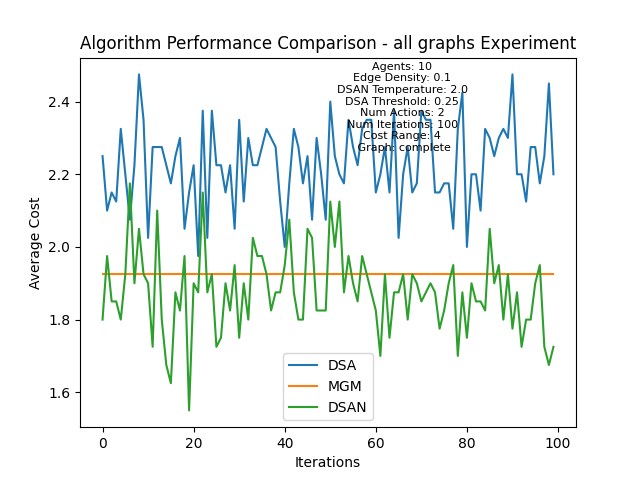 Algorithm Performance Comparison - all graphs Experiment
Agents: 10
Edge Density: 0.1
DSAN Temperature: 2.0
DSA Threshold: 0.25
Num Actions: 2
Num Iterations: 100
Cost Range: 4
Graph: complete
Average Cost
2.4
2.2
2.0
1.8
1.6
DSA
MGM
DSAN
0 20 40 60 80 100
Iterations